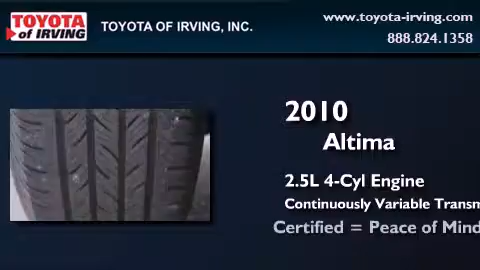 TOYOTA
of IRVING
TOYOTA OF IRVING, INC.
www.toyota-irving.com
888.824.1358
2010
Altima
2.5L 4-Cyl Engine
Continuously Variable Transm
Certified = Peace of Mind